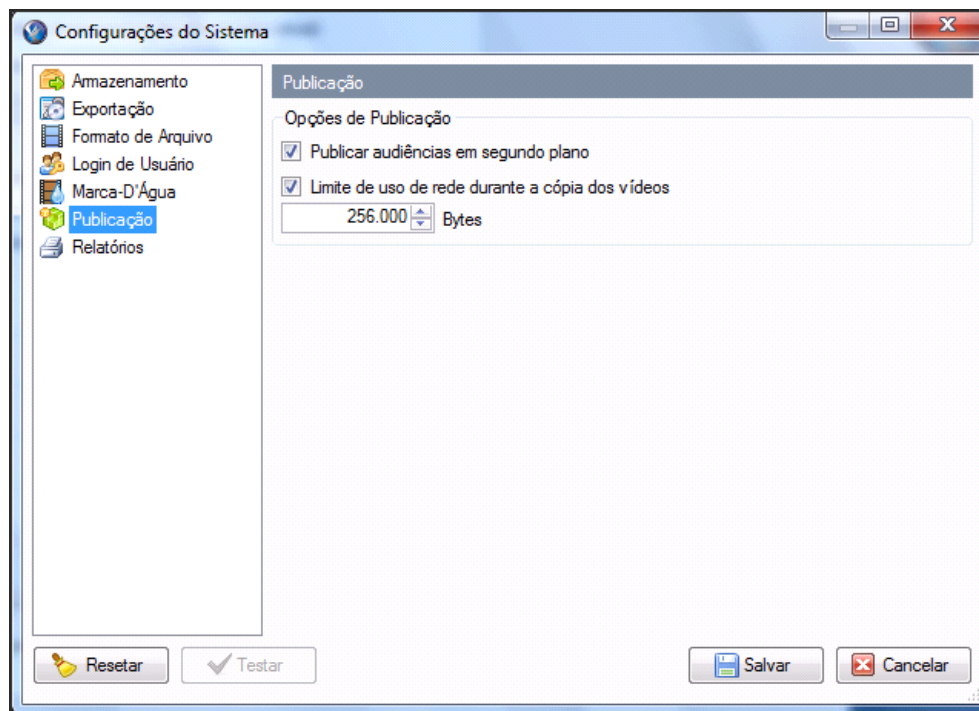 Configurações do Sistema
Armazenamento
Exportação
Formato de Arquivo
Login de Usuário
Marca-D'Água
Publicação
Relatórios
Publicação
Opções de Publicação
Publicar audiências em segundo plano
Limite de uso de rede durante a cópia dos vídeos
256.000 Bytes
Resetar
Testar
Salvar
Cancelar